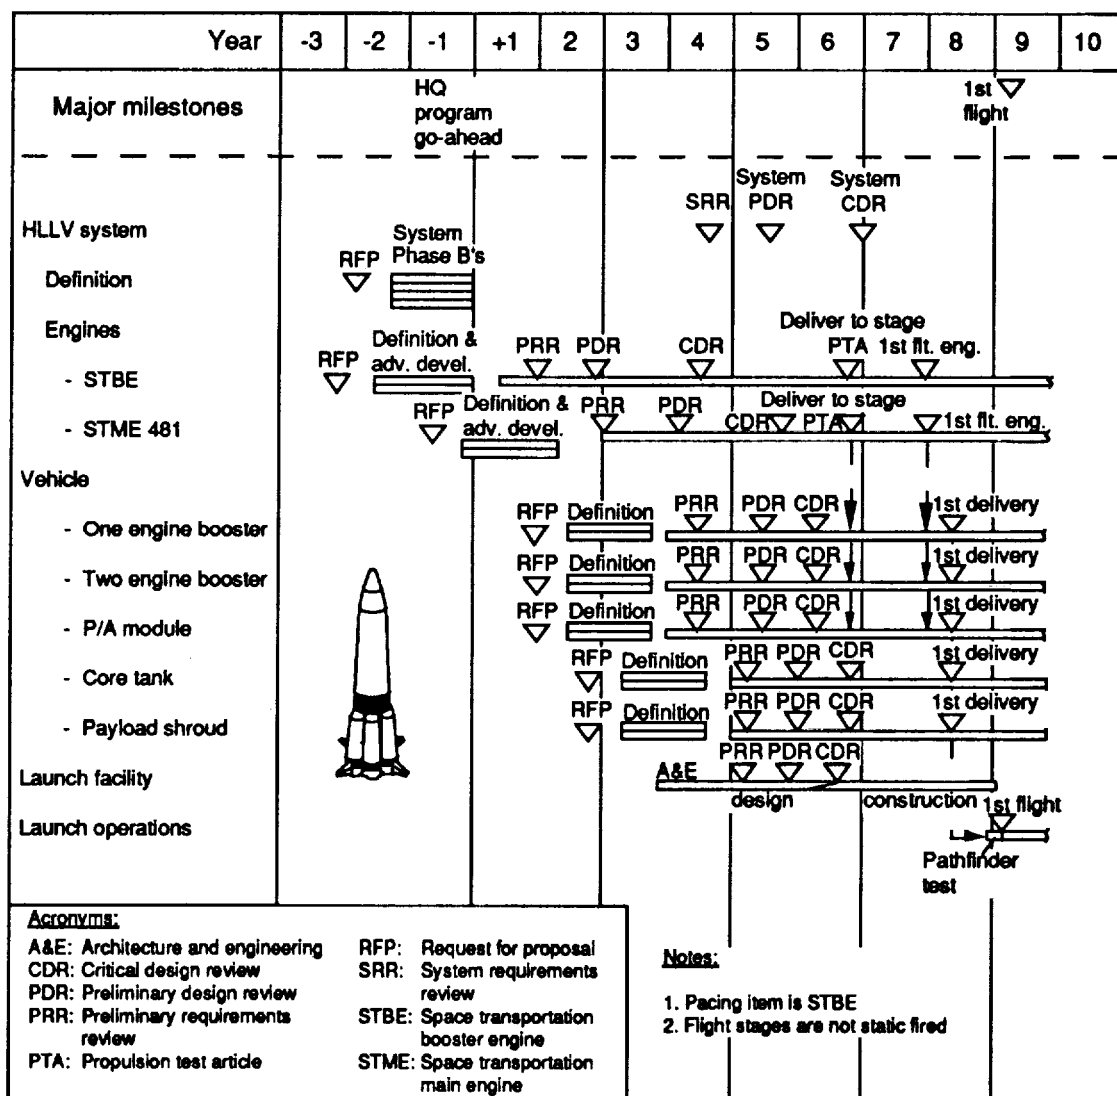 Year -3 -2 -1 +1 2 3 4 5 6 7 8 9 10
Major milestones
HQ
program
go-ahead
1st
flight
HLLV system
SRR
System
PDR
System
CDR
Definition
RFP
System
Phase B's
Engines
Deliver to stage
- STBE
RFP
Definition &
adv. devel.
PRR PDR CDR PTA 1st flt. eng.
Deliver to stage
- STME 481
RFP
Definition &
adv. devel.
PRR PDR CDR PTA 1st flt. eng.
Vehicle
- One engine booster
RFP Definition PRR PDR CDR 1st delivery
- Two engine booster
RFP Definition PRR PDR CDR 1st delivery
- P/A module
RFP Definition PRR PDR CDR 1st delivery
- Core tank
RFP Definition PRR PDR CDR 1st delivery
- Payload shroud
RFP Definition PRR PDR CDR 1st delivery
Launch facility
A&E PRR PDR CDR
design construction
Launch operations
1st flight
Pathfinder
test
Acronyms:
A&E: Architecture and engineering
CDR: Critical design review
PDR: Preliminary design review
PRR: Preliminary requirements
review
PTA: Propulsion test article
RFP: Request for proposal
SRR: System requirements
review
STBE: Space transportation
booster engine
STME: Space transportation
main engine
Notes:
1. Pacing item is STBE
2. Flight stages are not static fired